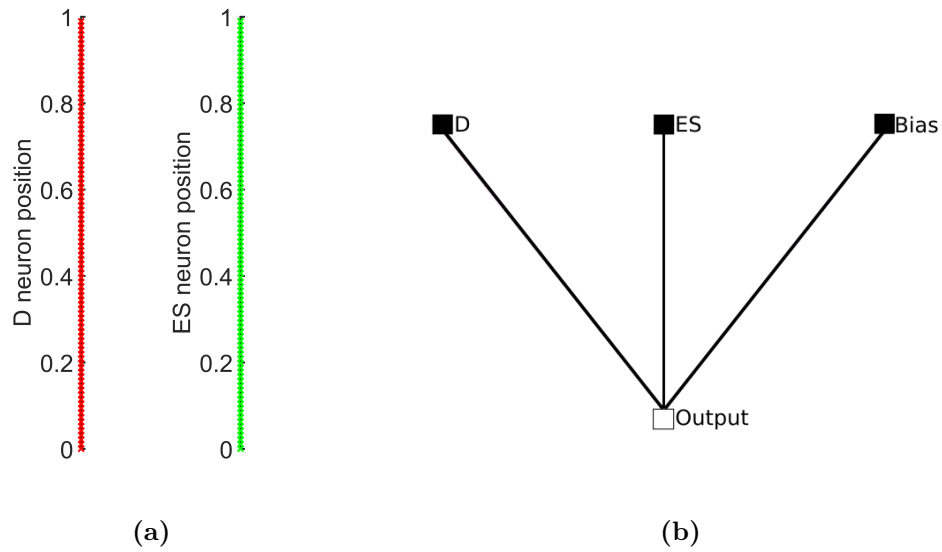 D neuron position
1
0.8
0.6
0.4
0.2
0
ES neuron position
1
0.8
0.6
0.4
0.2
0
(a)
D
ES
Bias
Output
(b)